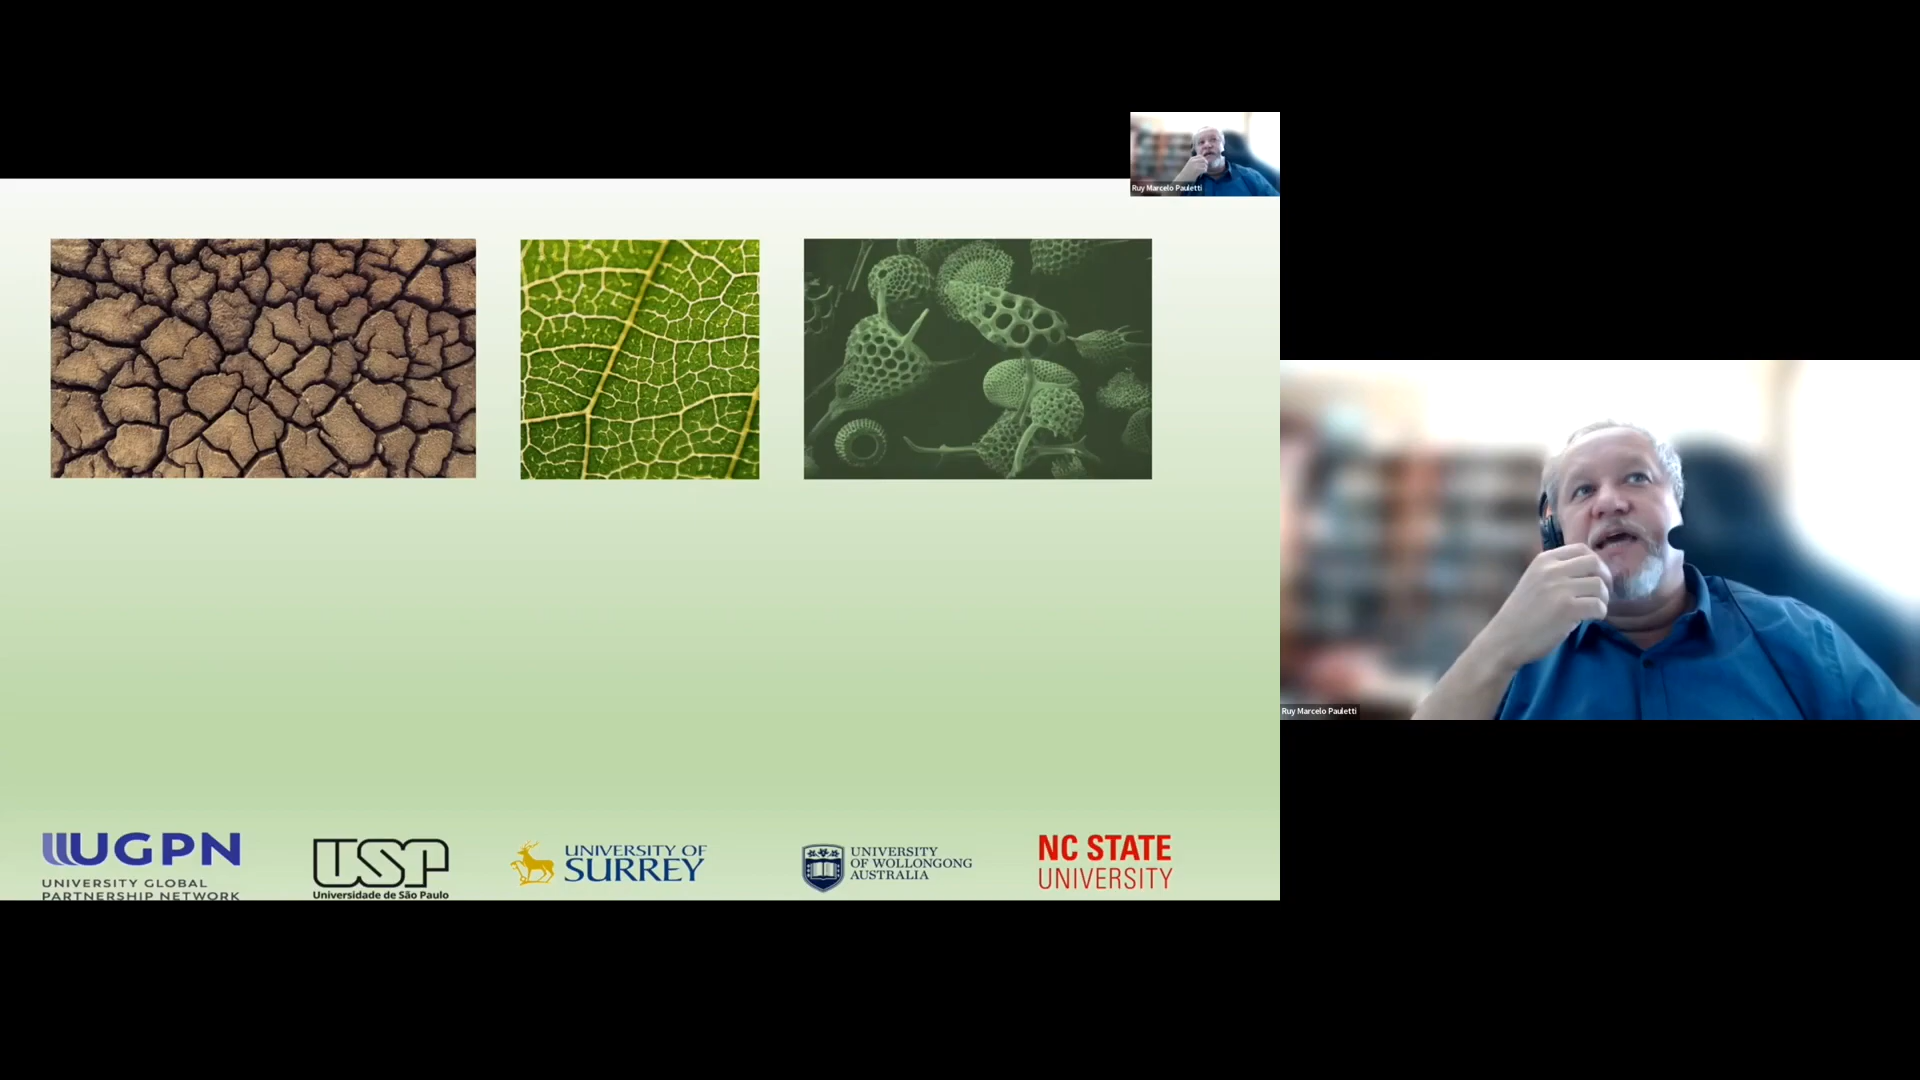 Ruy Marcelo Pauletti
UGPN
UNIVERSITY GLOBAL
PARTNERSHIP NETWORK
USP
Universidade de São Paulo
UNIVERSITY OF
SURREY
UNIVERSITY
OF WOLLONGONG
AUSTRALIA
NC STATE
UNIVERSITY
Ruy Marcelo Pauletti